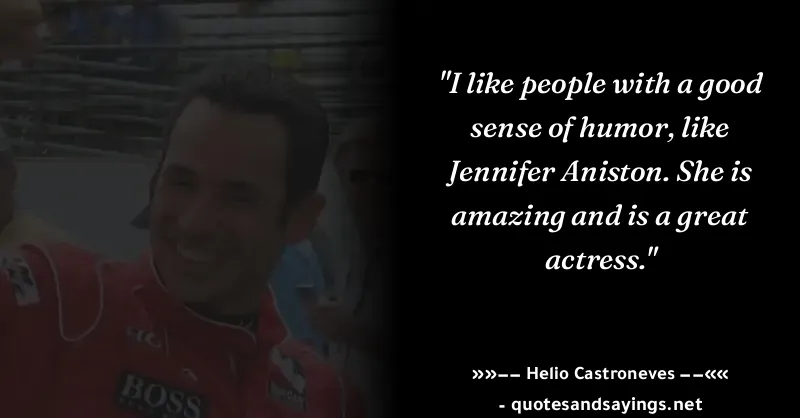 "I like people with a good
sense of humor, like
Jennifer Aniston. She is
amazing and is a great
actress."
»»−− Helio Castroneves −−««
- quotesandsayings.net
BOSS